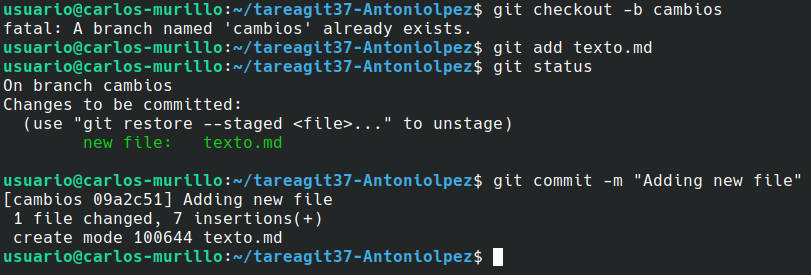 usuario@carlos-murillo:~/tareagit37-Antoniolpez$ git checkout -b cambios
fatal: A branch named 'cambios' already exists.
usuario@carlos-murillo:~/tareagit37-Antoniolpez$ git add texto.md
usuario@carlos-murillo:~/tareagit37-Antoniolpez$ git status
On branch cambios
Changes to be committed:
  (use "git restore --staged <file>..." to unstage)
        new file:   texto.md

usuario@carlos-murillo:~/tareagit37-Antoniolpez$ git commit -m "Adding new file"
[cambios 09a2c51] Adding new file
 1 file changed, 7 insertions(+)
 create mode 100644 texto.md
usuario@carlos-murillo:~/tareagit37-Antoniolpez$